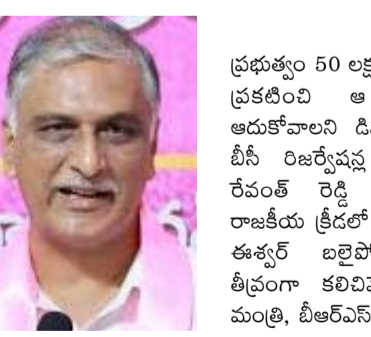 ప్రభుత్వం 50 లక్ష
ప్రకటించి ఆ
ఆదుకోవాలని
బీసీ రిజర్వేషన్ల
రేవంత్ రెడ్డి
రాజకీయ క్రీడలో
ఈశ్వర్ బలైపో
తీవ్రంగా కలిచివే
మంత్రి, బీఆర్ఎస్